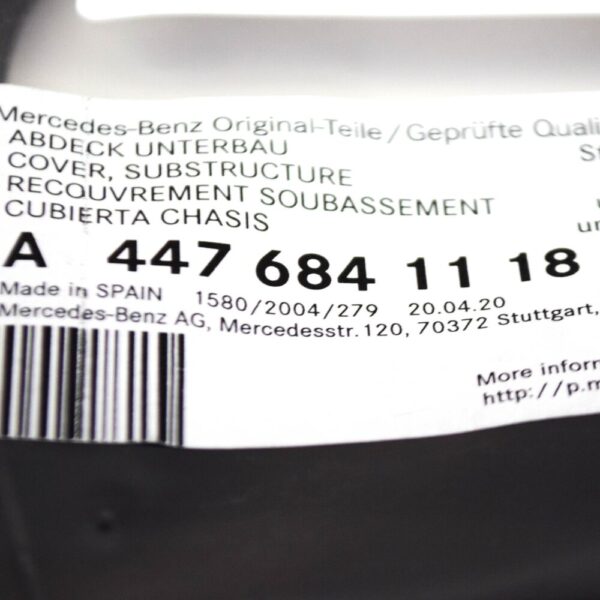 Mercedes-Benz Original-Teile / Geprüfte Quali
ABDECK UNTERBAU
COVER, SUBSTRUCTURE
RECOUVREMENT SOUBASSEMENT
CUBIERTA CHASIS
A 447 684 11 18
Made in SPAIN 1580/2004/279 20.04.20
Mercedes-Benz AG, Mercedesstr.120, 70372 Stuttgart,
More inform
http://p.m